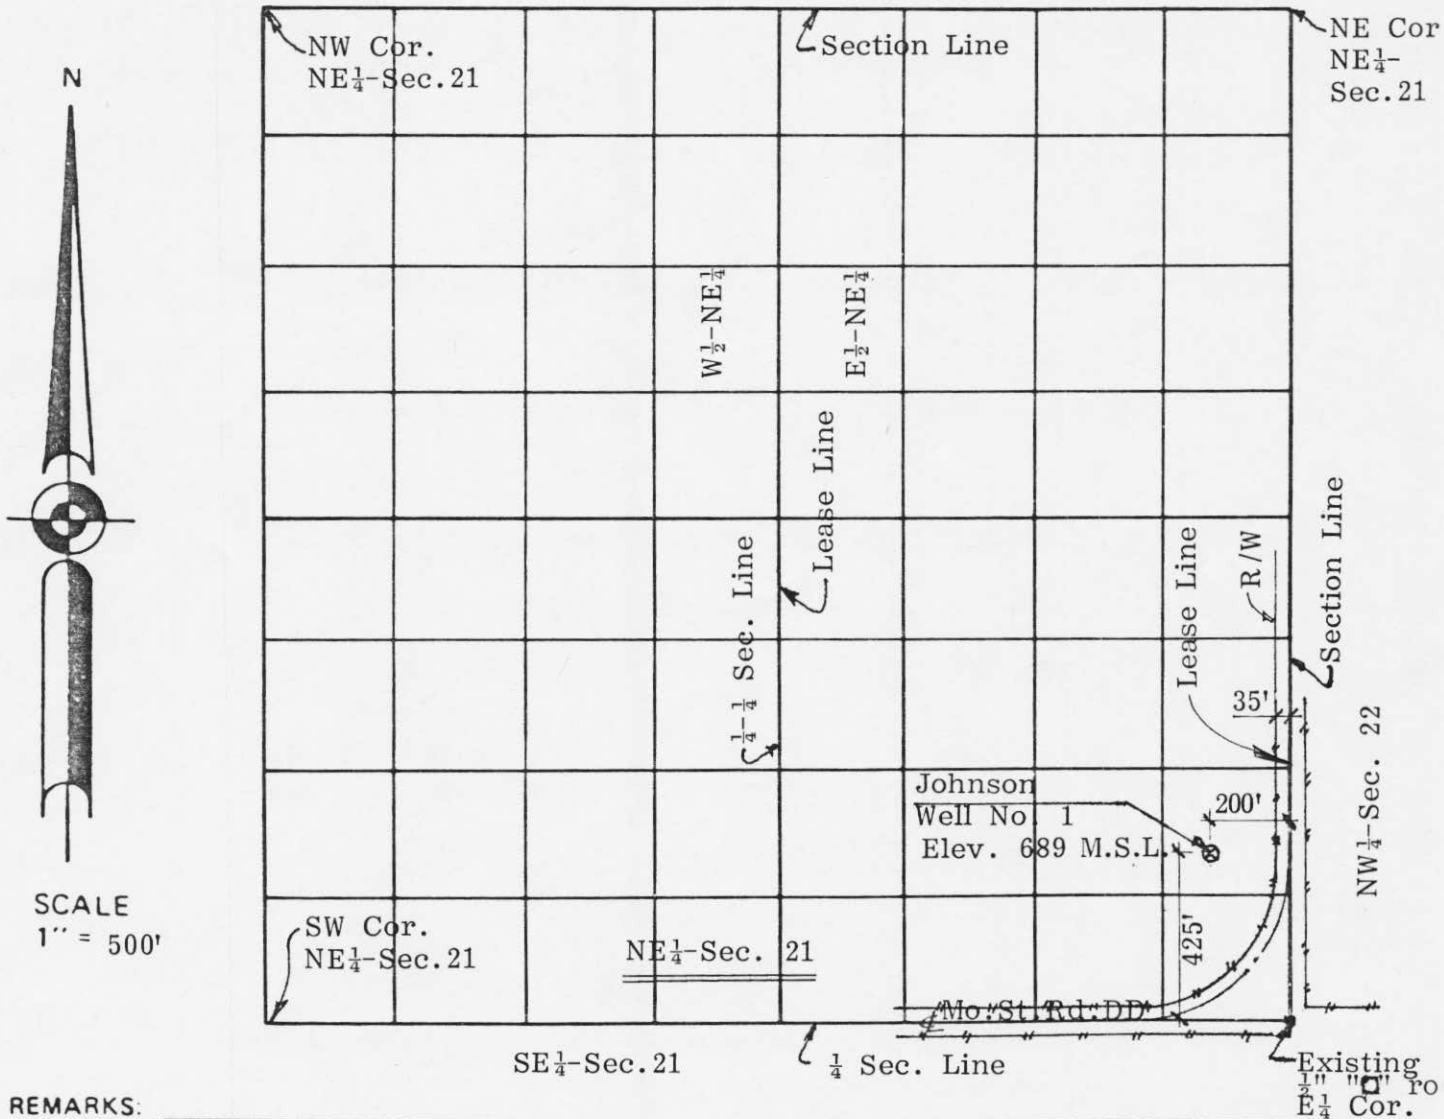 NW Cor.
NE¼-Sec.21
Section Line
NE Cor
NE¼-
Sec.21
N
W½-NE¼
E½-NE¼
Lease Line
¼-¼ Sec. Line
Lease Line
R/W
Section Line
35'
NW¼-Sec. 22
Johnson
Well No. 1
Elev. 689 M.S.L.
200'
425'
SCALE
1" = 500'
SW Cor.
NE¼-Sec.21
NE¼-Sec. 21
Mo. St. Rd. DD
SE¼-Sec.21
¼ Sec. Line
Existing
½" ro
E¼ Cor.
REMARKS: